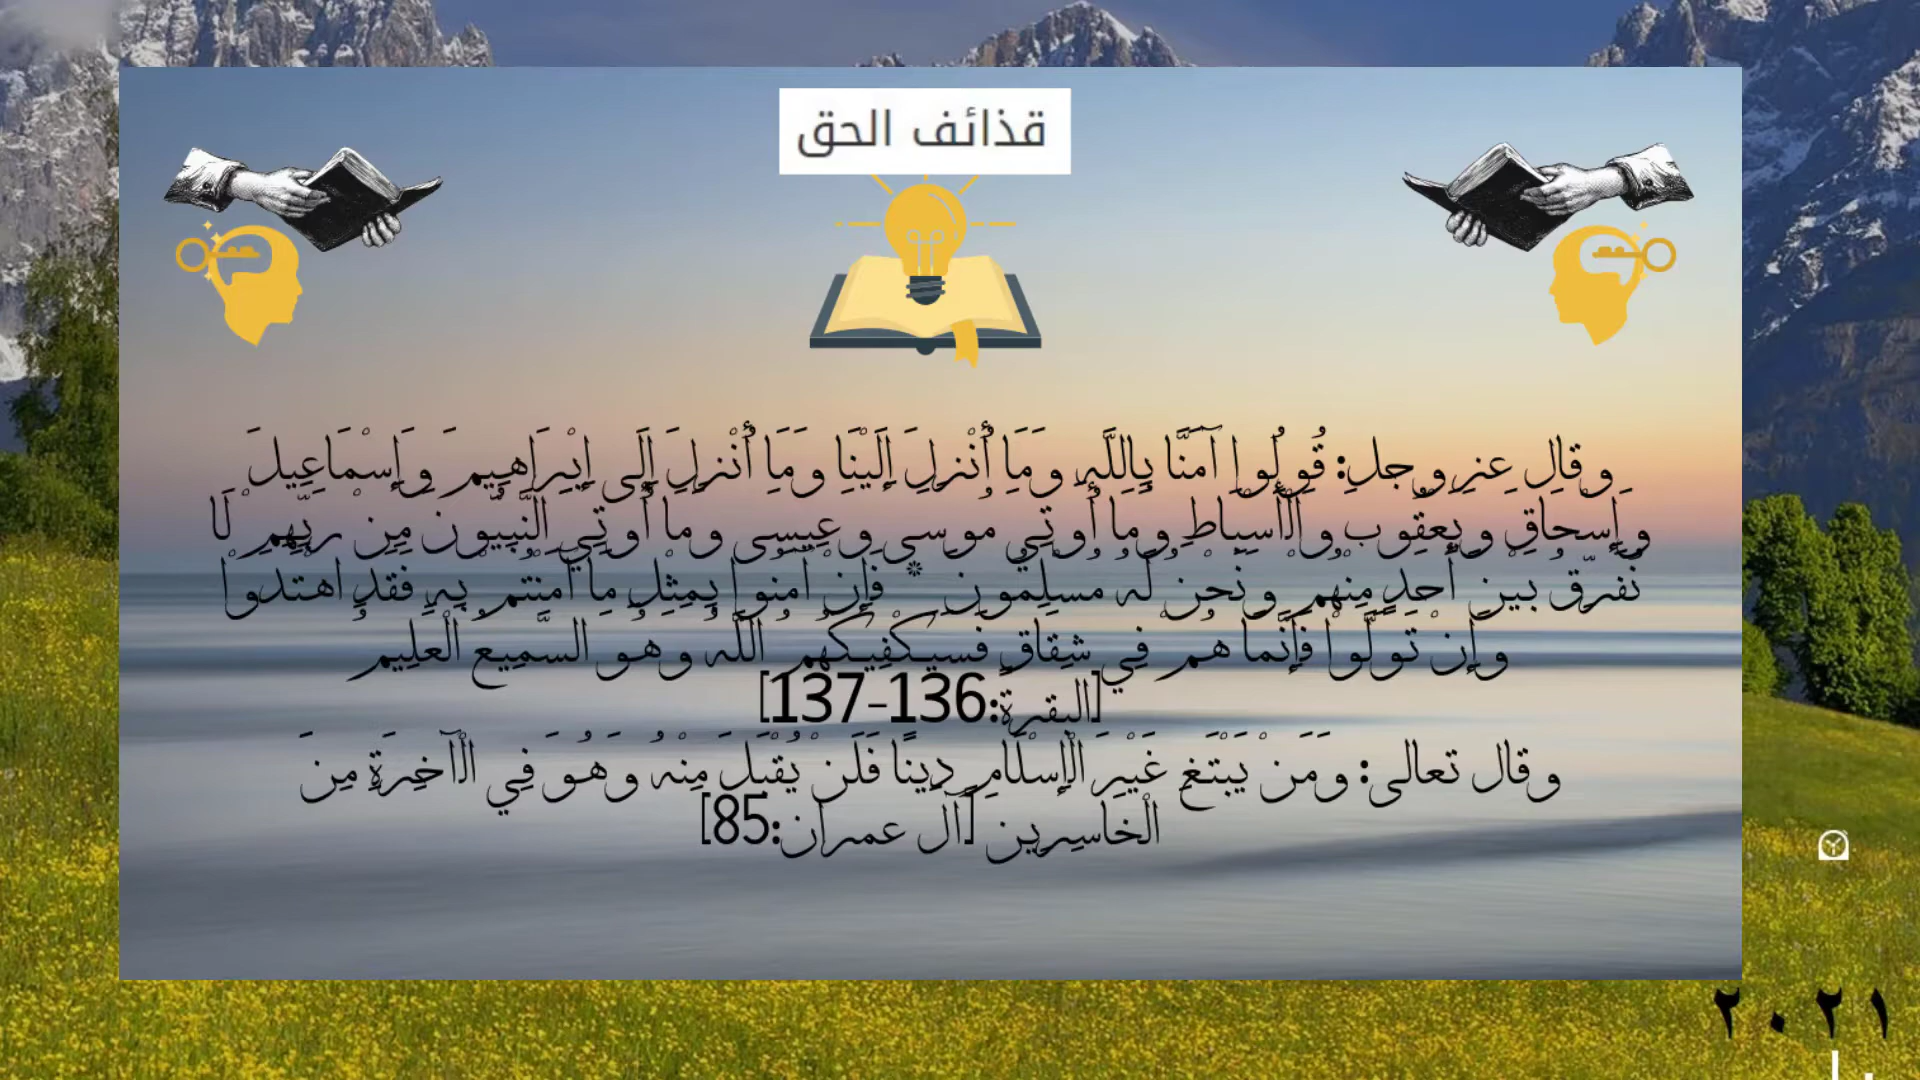 قذائف الحق
وقال عز وجل: قُولُوا آمَنَّا بِاللَّهِ وَمَا أُنْزِلَ إِلَيْنَا وَمَا أُنْزِلَ إِلَى إِبْرَاهِيمَ وَإِسْمَاعِيلَ
وَإِسْحَاقَ وَيَعْقُوبَ وَالْأَسْبَاطِ وَمَا أُوتِيَ مُوسَى وَعِيسَى وَمَا أُوتِيَ النَّبِيُّونَ مِنْ رَبِّهِمْ لَا
نُفَرِّقُ بَيْنَ أَحَدٍ مِنْهُمْ وَنَحْنُ لَهُ مُسْلِمُونَ * فَإِنْ آمَنُوا بِمِثْلِ مَا آمَنْتُمْ بِهِ فَقَدِ اهْتَدَوْا
وَإِنْ تَوَلَّوْا فَإِنَّمَا هُمْ فِي شِقَاقٍ فَسَيَكْفِيكَهُمُ اللَّهُ وَهُوَ السَّمِيعُ الْعَلِيمُ
[البقرة:136-137]
وقال تعالى: وَمَنْ يَبْتَغِ غَيْرَ الْإِسْلَامِ دِينًا فَلَنْ يُقْبَلَ مِنْهُ وَهُوَ فِي الْآخِرَةِ مِنَ
الْخَاسِرِينَ [آل عمران:85]
٢٠٢١